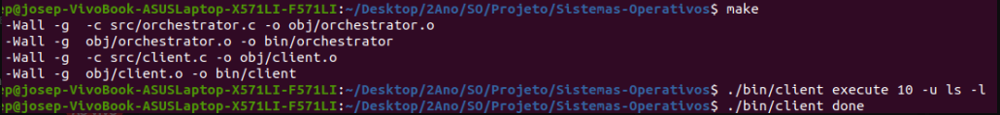 ep@josep-VivoBook-ASUSLaptop-X571LI-F571LI:~/Desktop/2Ano/SO/Projeto/Sistemas-Operativos$ make
-Wall -g  -c src/orchestrator.c -o obj/orchestrator.o
-Wall -g  obj/orchestrator.o -o bin/orchestrator
-Wall -g  -c src/client.c -o obj/client.o
-Wall -g  obj/client.o -o bin/client
ep@josep-VivoBook-ASUSLaptop-X571LI-F571LI:~/Desktop/2Ano/SO/Projeto/Sistemas-Operativos$ ./bin/client execute 10 -u ls -l
ep@josep-VivoBook-ASUSLaptop-X571LI-F571LI:~/Desktop/2Ano/SO/Projeto/Sistemas-Operativos$ ./bin/client done